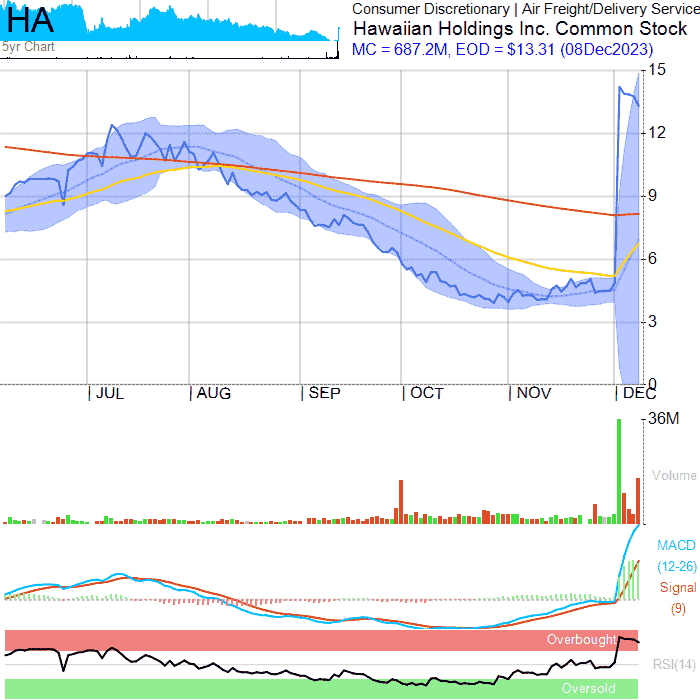 HA
Consumer Discretionary | Air Freight/Delivery Service
Hawaiian Holdings Inc. Common Stock
5yr Chart
MC = 687.2M, EOD = $13.31 (08Dec2023)
15
12
9
6
3
0
JUL
AUG
SEP
OCT
NOV
DEC
36M
Volume
MACD
(12-26)
Signal
(9)
Overbought
RSI(14)
Oversold